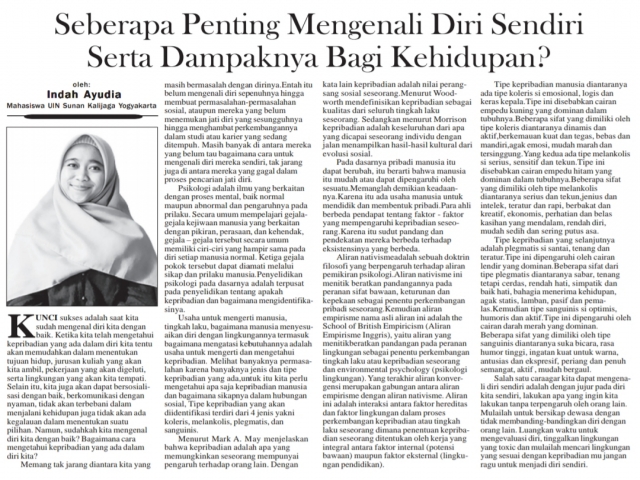 Seberapa Penting Mengenali Diri Sendiri
Serta Dampaknya Bagi Kehidupan?
oleh:
Indah Ayudia
Mahasiswa UIN Sunan Kalijaga Yogyakarta
KUNCI sukses adalah saat kita
sudah mengenal diri kita dengan
baik. Ketika kita telah mengetahui
kepribadian yang ada dalam diri kita tentu
akan memudahkan dalam menentukan
tujuan hidup, jurusan kuliah yang akan
kita ambil, pekerjaan yang akan digeluti,
serta lingkungan yang akan kita tempati.
Selain itu, kita juga akan dapat bersosiali-
sasi dengan baik, berkomunikasi dengan
nyaman, dan tidak akan terbebani dalam
menjalani kehidupan juga tidak akan ada
kegalauan dalam menentukan suatu
pilihan. Namun, sudahkah kita mengenal
diri kita dengan baik? Bagaimana cara
mengetahui kepribadian yang ada dalam
diri kita?
Memang tak jarang diantara kita yang
masih bermasalah dengan dirinya.Entah itu
belum mengenali diri sepenuhnya hingga
membuat permasalahan-permasalahan
sosial, ataupun mereka yang belum
menemukan jati diri yang sesungguhnya
hingga menghambat perkembangannya
dalam studi atau karier yang sedang
ditempuh. Masih banyak di antara mereka
yang belum tau bagaimana cara untuk
mengenali diri mereka sendiri, tak jarang
juga di antara mereka yang gagal dalam
proses pencarian jati diri.
Psikologi adalah ilmu yang berkaitan
dengan proses mental, baik normal
maupun abnormal dan pengaruhnya pada
prilaku. Secara umum mempelajari gejala-
gejala kejiwaan manusia yang berkaitan
dengan pikiran, perasaan, dan kehendak,
gejala – gejala tersebut secara umum
memiliki ciri-ciri yang hampir sama pada
diri setiap manusia normal. Ketiga gejala
pokok tersebut dapat diamati melalui
sikap dan prilaku manusia.Penyelidikan
psikologi pada dasarnya adalah terpusat
pada penyelidikan tentang apakah
kepribadian dan bagaimana mengidentifika-
sinya.
Usaha untuk mengerti manusia,
tingkah laku, bagaimana manusia menyesu-
aikan diri dengan lingkungannya termasuk
bagaimana mengatasi kebutuhannya adalah
usaha untuk mengerti dan mengetahui
kepribadian. Melihat banyaknya permasa-
lahan karena banyaknya jenis dan tipe
kepribadian yang ada,untuk itu kita perlu
mengetahui apa saja kepribadian manusia
dan bagaimana sikapnya dalam hubungan
sosial, Tipe kepribadian yang akan
diidentifikasi terdiri dari 4 jenis yakni
koleris, melankolis, plegmatis, dan
sanguinis.
Menurut Mark A. May menjelaskan
bahwa kepribadian adalah apa yang
memungkinkan seseorang mempunyai
pengaruh terhadap orang lain. Dengan
kata lain kepribadian adalah nilai perang-
sang sosial seseorang.Menurut Wood-
worth mendefinisikan kepribadian sebagai
kualitas dari seluruh tingkah laku
seseorang. Sedangkan menurut Morrison
kepribadian adalah keseluruhan dari apa
yang dicapai seseorang individu dengan
jalan menampilkan hasil-hasil kultural dari
evolusi sosial.
Pada dasarnya pribadi manusia itu
dapat berubah, itu berarti bahwa manusia
itu mudah atau dapat dipengaruhi oleh
sesuatu.Memanglah demikian keadaan-
nya.Karena itu ada usaha manusia untuk
mendidik dan membentuk pribadi.Para ahli
berbeda pendapat tentang faktor - faktor
yang mempengaruhi kepribadian seseo-
rang.Karena itu sudut pandang dan
pendekatan mereka berbeda terhadap
eksistensinya yang berbeda.
Aliran nativismeadalah sebuah doktrin
filosofi yang berpengaruh terhadap aliran
pemikiran psikologi.Aliran nativisme ini
menitik beratkan pandangannya pada
peranan sifat bawaan, keturunan dan
kepekaan sebagai penentu perkembangan
pribadi seseorang.Kemudian aliran
empirisme nama asli aliran ini adalah the
School of British Empiricism (Aliran
Empirisme Inggris), yaitu aliran yang
menitikberatkan pandangan pada peranan
lingkungan sebagai penentu perkembangan
tingkah laku atau kepribadian seseorang
dan environmental psychology (psikologi
lingkungan). Yang terakhir aliran konver-
gensi merupakan gabungan antara aliran
empirisme dengan aliran nativisme. Aliran
ini adalah interaksi antara faktor hereditas
dan faktor lingkungan dalam proses
perkembangan kepribadian atau tingkah
laku seseorang dimana penentuan kepriba-
dian seseorang ditentukan oleh kerja yang
integral antara faktor internal (potensi
bawaan) maupun faktor eksternal (lingku-
ngan pendidikan).
Tipe kepribadian manusia diantaranya
ada tipe koleris si emosional, logis dan
keras kepala.Tipe ini disebabkan cairan
empedu kuning yang dominan dalam
tubuhnya.Beberapa sifat yang dimiliki oleh
tipe koleris diantaranya dinamis dan
aktif,berkemauan kuat dan tegas, bebas dan
mandiri,agak emosi, mudah marah dan
tersinggung. Yang kedua ada tipe melankolis
si serius, sensitif dan tekun.Tipe ini
disebabkan cairan empedu hitam yang
dominan dalam tubuhnya.Beberapa sifat
yang dimiliki oleh tipe melankolis
diantaranya serius dan tekun,jenius dan
intelek, teratur dan rapi, berbakat dan
kreatif, ekonomis, perhatian dan belas
kasihan yang mendalam, rendah diri,
mudah sedih dan sering putus asa.
Tipe kepribadian yang selanjutnya
adalah plegmatis si santai, tenang dan
teratur.Tipe ini dipengaruhi oleh cairan
lendir yang dominan.Beberapa sifat dari
tipe plegmatis diantaranya sabar, tenang
tetapi cerdas, rendah hati, simpatik dan
baik hati, bahagia menerima kehidupan,
agak statis, lamban, pasif dan pema-
las.Kemudian tipe sanguinis si optimis,
humoris dan aktif.Tipe ini dipengaruhi oleh
cairan darah merah yang dominan.
Beberapa sifat yang dimiliki oleh tipe
sanguinis diantaranya suka bicara, rasa
humor tinggi, ingatan kuat untuk warna,
antusias dan ekspresif, periang dan penuh
semangat, aktif , mudah bergaul.
Salah satu caraagar kita dapat mengena-
li diri sendiri adalah dengan jujur pada diri
kita sendiri, lakukan apa yang ingin kita
lakukan tanpa terpengaruh oleh orang lain.
Mulailah untuk bersikap dewasa dengan
tidak membanding-bandingkan diri dengan
orang lain. Luangkan waktu untuk
mengevaluasi diri, tinggalkan lingkungan
yang toxic dan mulailah mencari lingkungan
yang sehat dengan kepribadian mu jangan
ragu untuk menjadi diri sendiri.